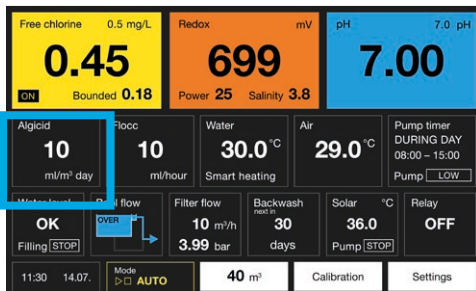 Free chlorine 0.5 mg/L
0.45
ON Bounded 0.18
Redox mV
699
Power 25 Salinity 3.8
pH 7.0 pH
7.00
Algicid
10
ml/m³ day
Flocc
10
ml/hour
Water
30.0 °C
Smart heating
Air
29.0 °C
Pump timer
DURING DAY
08:00 – 15:00
Pump LOW
Water level
OK
Filling STOP
flow
OVER
Filter flow
10 m³/h
3.99 bar
Backwash
next in
30
days
Solar °C
36.0
Pump STOP
Relay
OFF
11:30 14.07.
Mode
AUTO
40 m³
Calibration
Settings